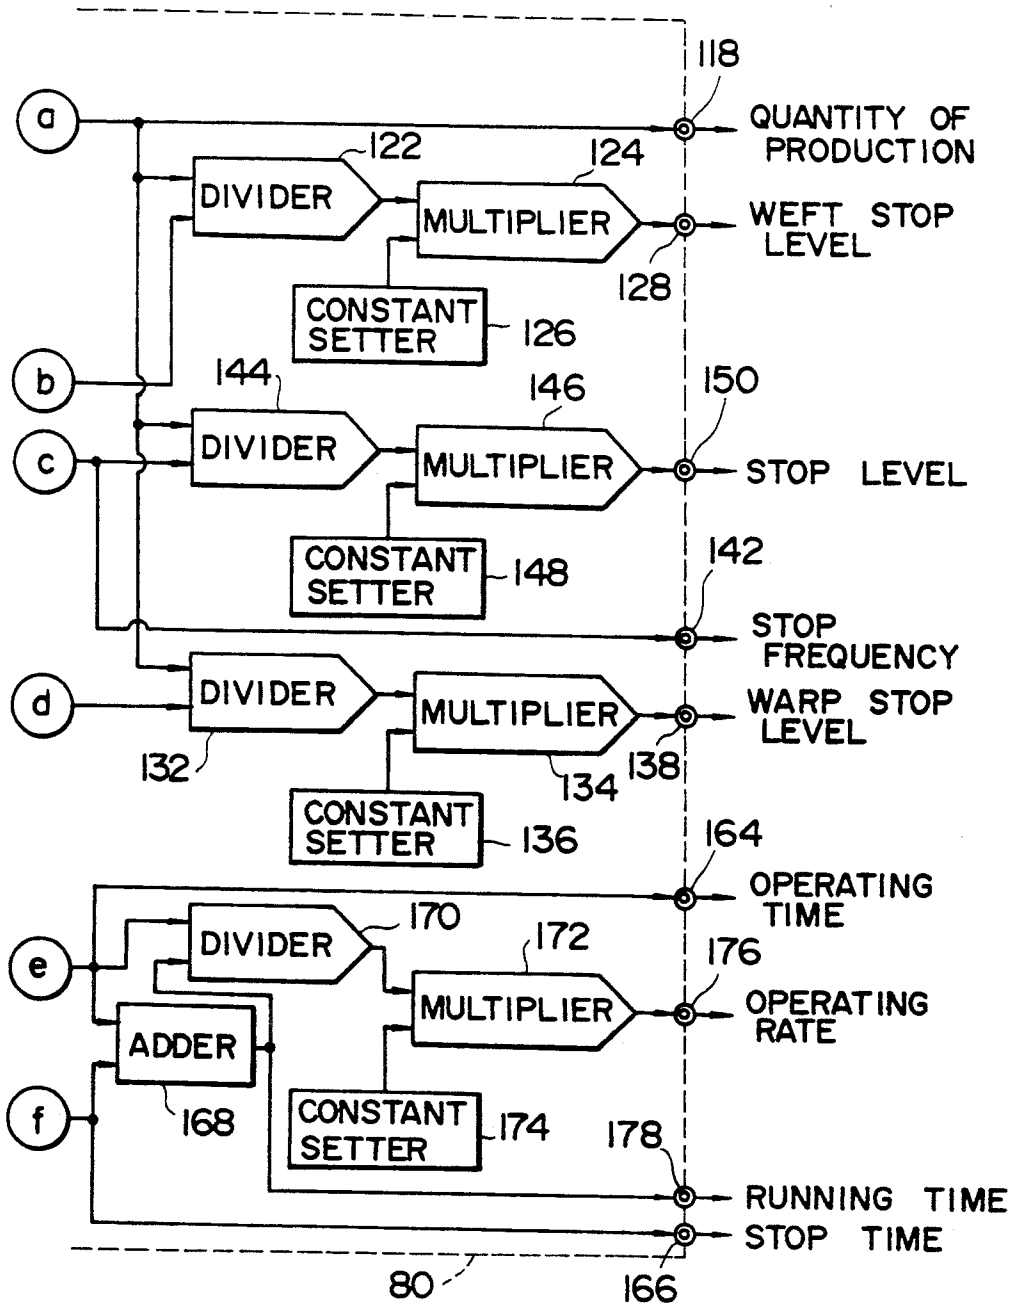 118
a
QUANTITY OF
PRODUCTION
122
124
DIVIDER
MULTIPLIER
WEFT STOP
LEVEL
128
CONSTANT
SETTER
126
b
144
146
150
c
DIVIDER
MULTIPLIER
STOP LEVEL
CONSTANT
SETTER
148
142
STOP
FREQUENCY
d
DIVIDER
MULTIPLIER
WARP STOP
LEVEL
132
134
138
CONSTANT
SETTER
136
164
OPERATING
TIME
170
e
DIVIDER
172
176
MULTIPLIER
OPERATING
RATE
ADDER
168
f
CONSTANT
SETTER
174
178
RUNNING TIME
STOP TIME
80
166